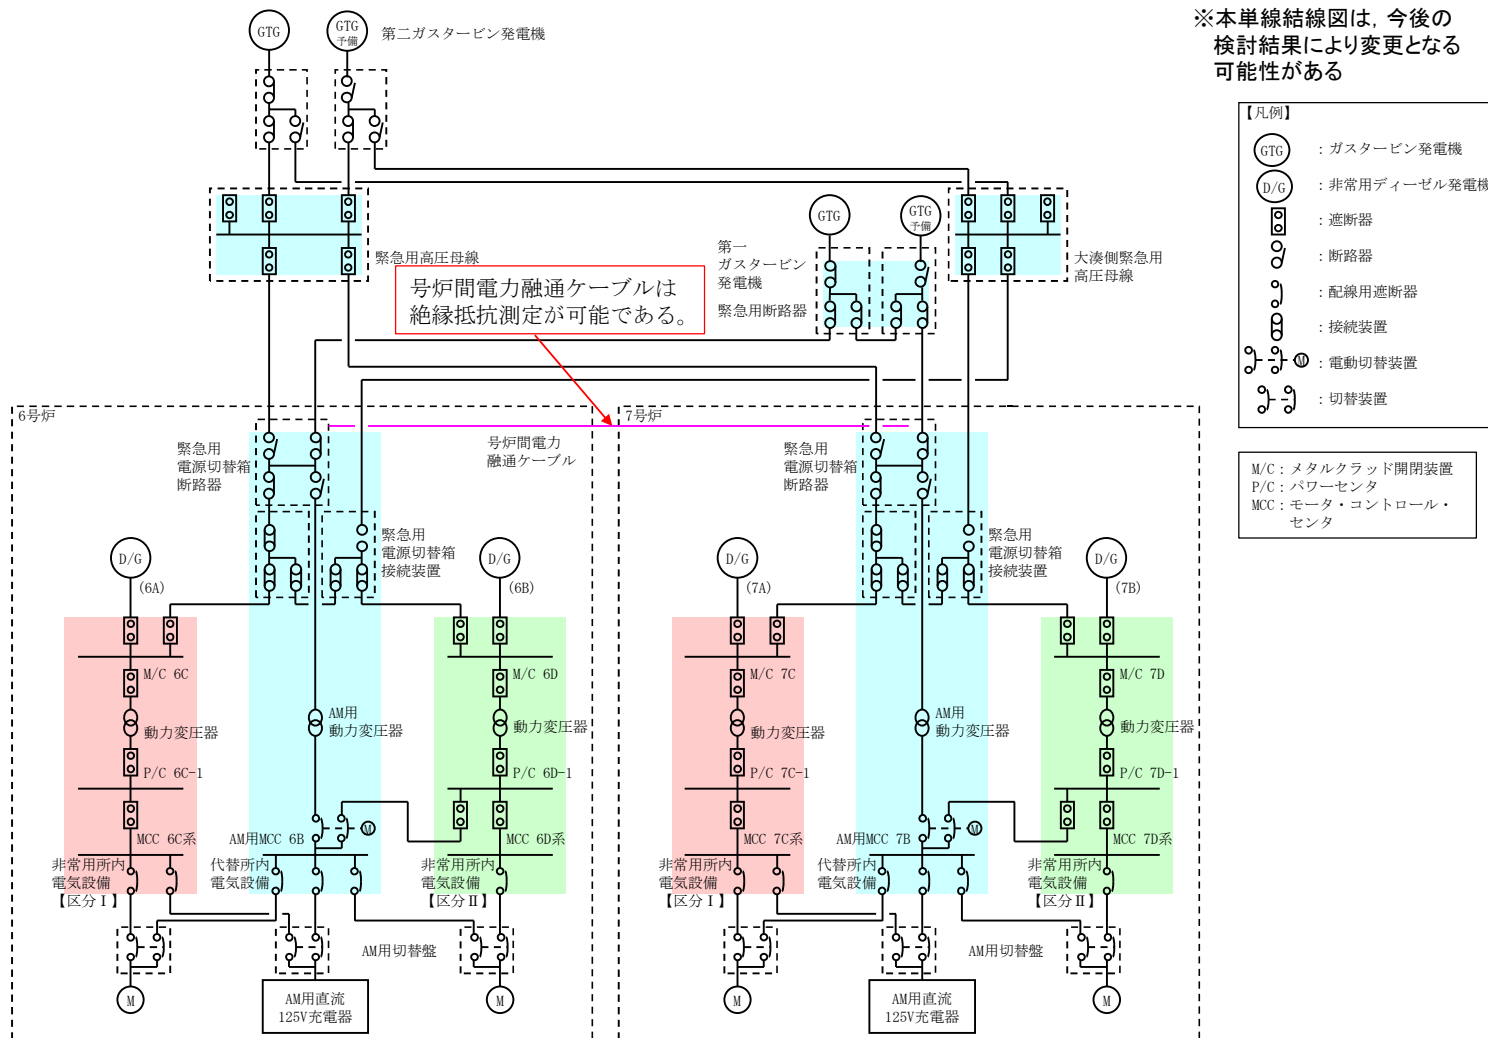 ※本単線結線図は，今後の
検討結果により変更となる
可能性がある
GTG
GTG
予備
第二ガスタービン発電機
【凡例】
GTG
：ガスタービン発電機
D/G
：非常用ディーゼル発電機
：遮断器
：断路器
：配線用遮断器
：接続装置
M
：電動切替装置
：切替装置
M/C：メタルクラッド開閉装置
P/C：パワーセンタ
MCC：モータ・コントロール・
センタ
緊急用高圧母線
GTG
GTG
予備
第一
ガスタービン
発電機
緊急用断路器
大湊側緊急用
高圧母線
号炉間電力融通ケーブルは
絶縁抵抗測定が可能である。
6号炉
緊急用
電源切替箱
断路器
号炉間電力
融通ケーブル
緊急用
電源切替箱
接続装置
D/G
(6A)
D/G
(6B)
M/C 6C
M/C 6D
動力変圧器
AM用
動力変圧器
動力変圧器
P/C 6C-1
P/C 6D-1
MCC 6C系
AM用MCC 6B
M
MCC 6D系
非常用所内
電気設備
【区分Ⅰ】
代替所内
電気設備
非常用所内
電気設備
【区分Ⅱ】
AM用切替盤
M
AM用直流
125V充電器
M
7号炉
緊急用
電源切替箱
断路器
緊急用
電源切替箱
接続装置
D/G
(7A)
D/G
(7B)
M/C 7C
M/C 7D
動力変圧器
AM用
動力変圧器
動力変圧器
P/C 7C-1
P/C 7D-1
MCC 7C系
AM用MCC 7B
M
MCC 7D系
非常用所内
電気設備
【区分Ⅰ】
代替所内
電気設備
非常用所内
電気設備
【区分Ⅱ】
AM用切替盤
M
AM用直流
125V充電器
M